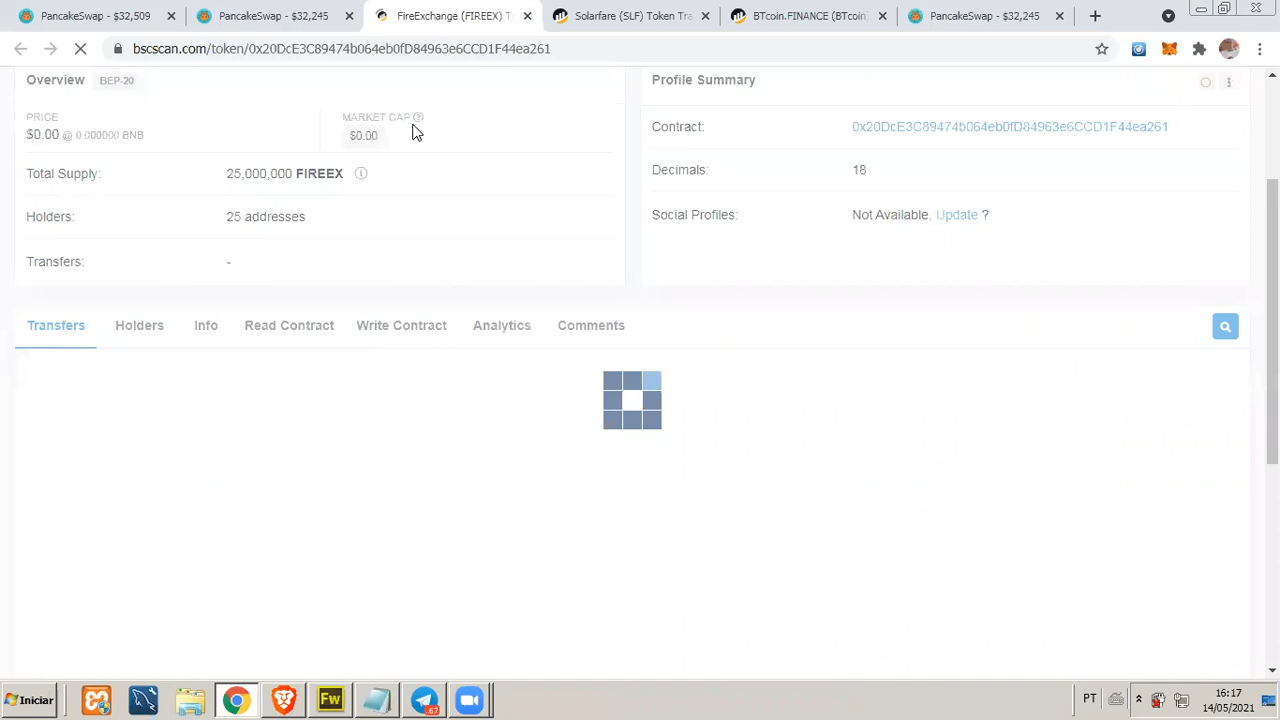 PancakeSwap - $32,509
PancakeSwap - $32,245
FireExchange (FIREEX) T
Solarfare (SLF) Token Tra
BTcoin.FINANCE (BTcoin)
PancakeSwap - $32,245
bscscan.com/token/0x20DcE3C89474b064eb0fD84963e6CCD1F44ea261
Overview BEP-20
Profile Summary
PRICE
$0.00 @ 0.000000 BNB
MARKET CAP
$0.00
Contract: 0x20DcE3C89474b064eb0fD84963e6CCD1F44ea261
Total Supply: 25,000,000 FIREEX
Decimals: 18
Holders: 25 addresses
Social Profiles: Not Available, Update ?
Transfers: -
Transfers Holders Info Read Contract Write Contract Analytics Comments
Iniciar
Fw
67
PT
16:17
14/05/2021